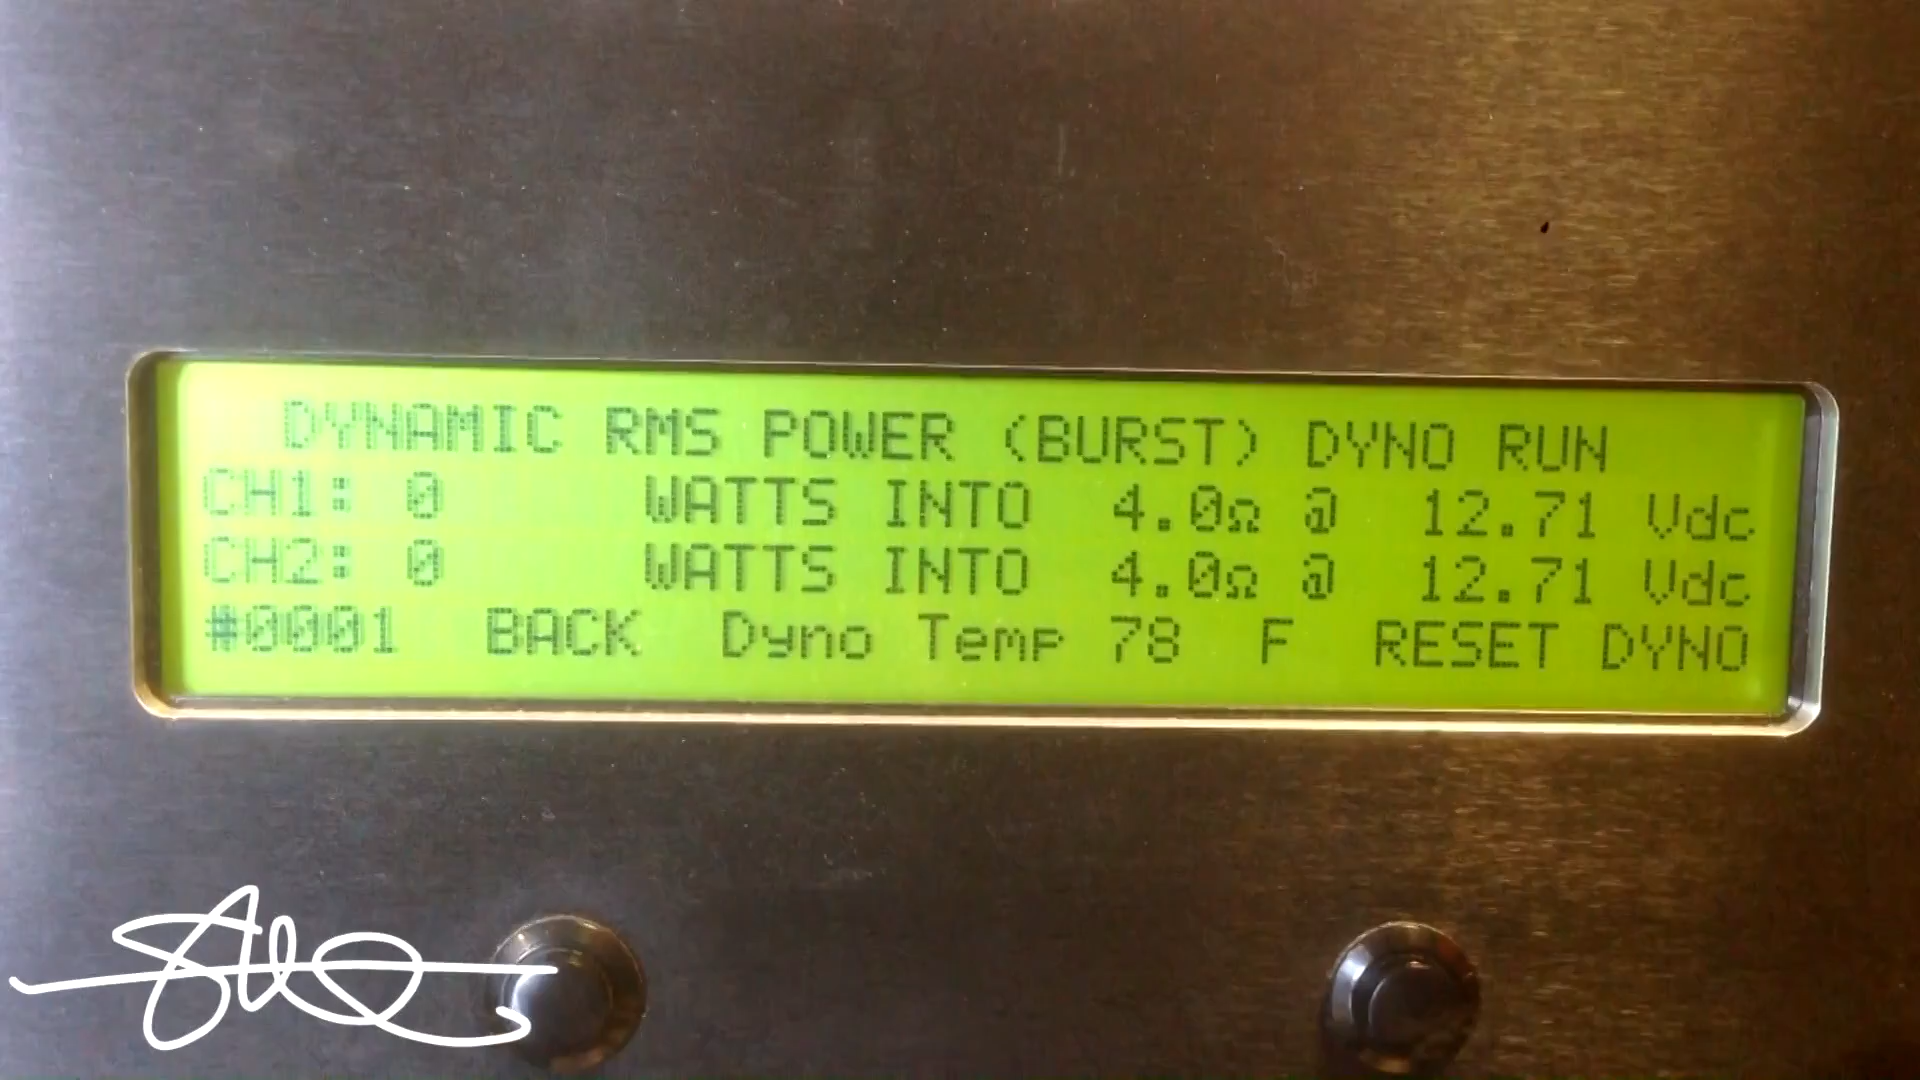 DYNAMIC RMS POWER (BURST) DYNO RUN
CH1: 0 WATTS INTO 4.0Ω @ 12.71 Vdc
CH2: 0 WATTS INTO 4.0Ω @ 12.71 Vdc
#0001 BACK Dyno Temp 78 F RESET DYNO